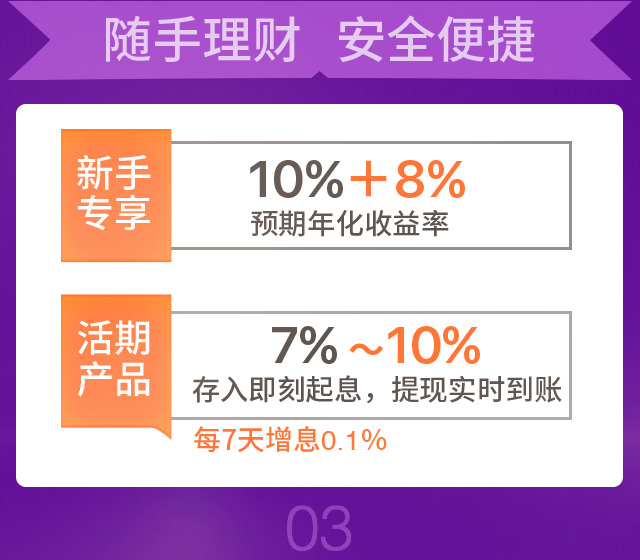 随手理财 安全便捷
新手
专享
10%+8%
预期年化收益率
活期
产品
7%~10%
存入即刻起息，提现实时到账
每7天增息0.1%
03